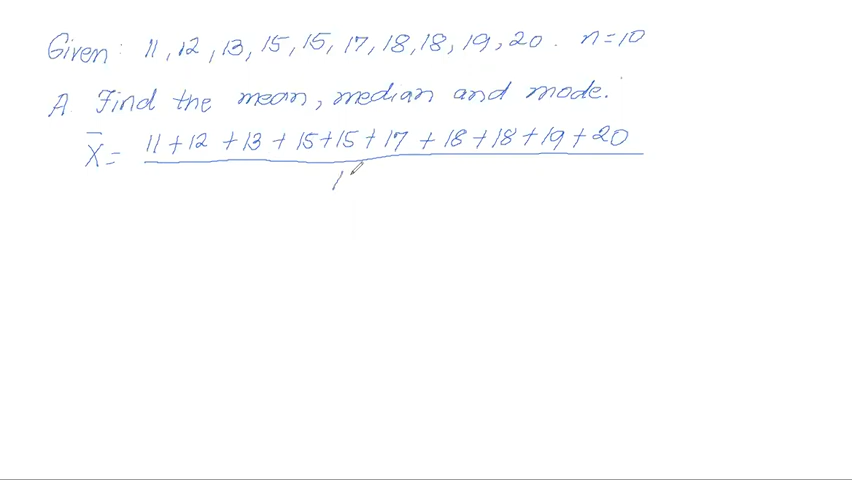 Given: 11, 12, 13, 15, 15, 17, 18, 18, 19, 20. n=10
A. Find the mean, median and mode.
X̄ = 11 + 12 + 13 + 15 + 15 + 17 + 18 + 18 + 19 + 20
1